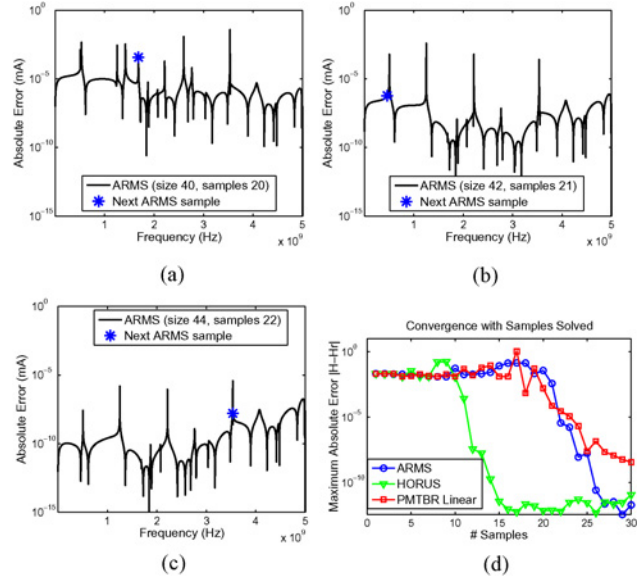 10^0
10^-5
10^-10
10^-15
Absolute Error (mA)
ARMS (size 40, samples 20)
Next ARMS sample
1 2 3 4 5
Frequency (Hz)
x 10^9
(a)
10^0
10^-5
10^-10
10^-15
Absolute Error (mA)
ARMS (size 42, samples 21)
Next ARMS sample
1 2 3 4 5
Frequency (Hz)
x 10^9
(b)
10^0
10^-5
10^-10
10^-15
Absolute Error (mA)
ARMS (size 44, samples 22)
Next ARMS sample
1 2 3 4 5
Frequency (Hz)
x 10^9
(c)
Convergence with Samples Solved
10^0
10^-5
10^-10
Maximum Absolute Error [H-Hr]
ARMS
HORUS
PMTBR Linear
0 5 10 15 20 25 30
# Samples
(d)